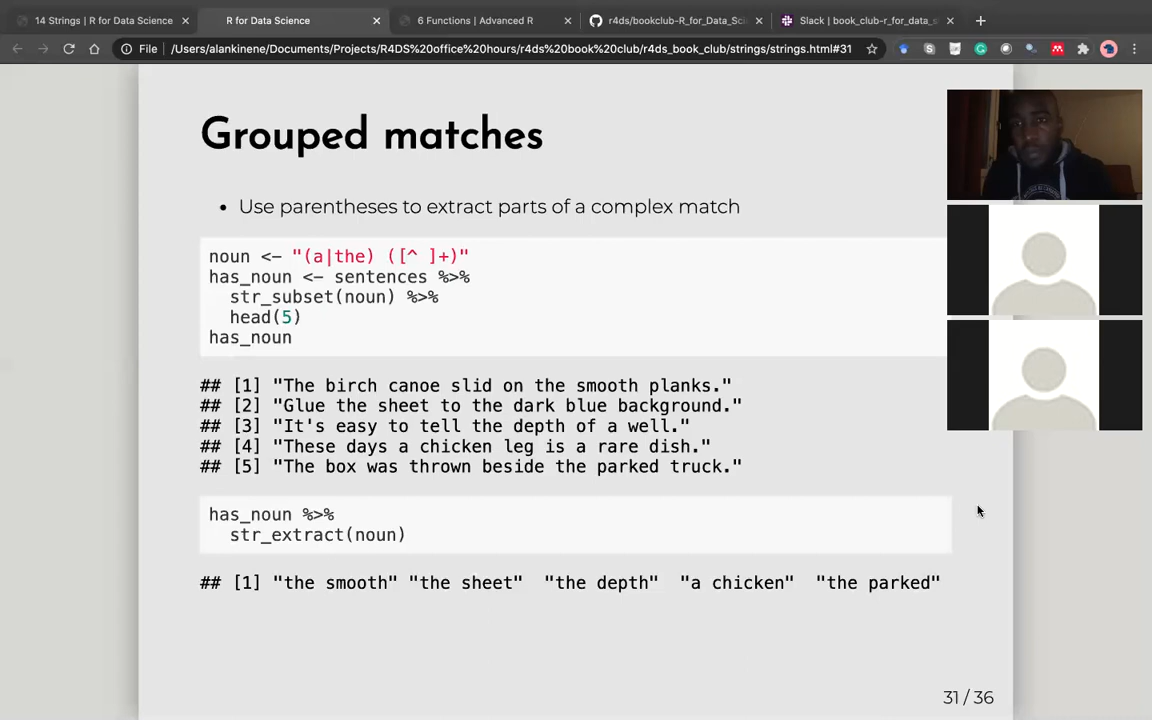 14 Strings | R for Data Science
R for Data Science
6 Functions | Advanced R
r4ds/bookclub-R_for_Data_Sci
Slack | book_club-r_for_data_s
File
/Users/alankinene/Documents/Projects/R4DS%20office%20hours/r4ds%20book%20club/r4ds_book_club/strings/strings.html#31
Grouped matches
• Use parentheses to extract parts of a complex match
noun <- "(a|the) ([^ ]+)"
has_noun <- sentences %>%
str_subset(noun) %>%
head(5)
has_noun
## [1] "The birch canoe slid on the smooth planks."
## [2] "Glue the sheet to the dark blue background."
## [3] "It's easy to tell the depth of a well."
## [4] "These days a chicken leg is a rare dish."
## [5] "The box was thrown beside the parked truck."
has_noun %>%
str_extract(noun)
## [1] "the smooth" "the sheet"  "the depth"  "a chicken"  "the parked"
31 / 36